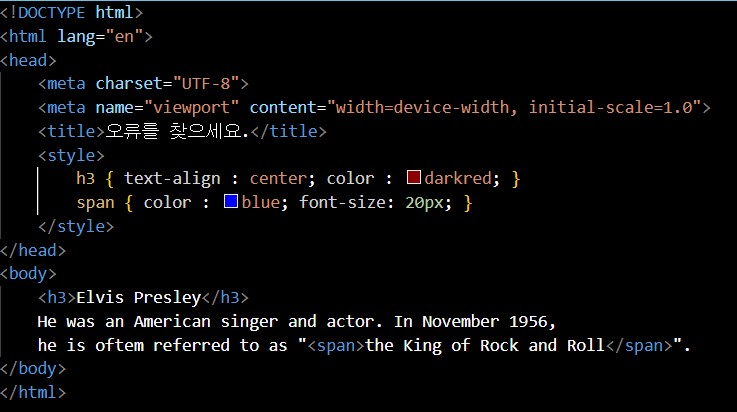 <!DOCTYPE html>
<html lang="en">
<head>
    <meta charset="UTF-8">
    <meta name="viewport" content="width=device-width, initial-scale=1.0">
    <title>오류를 찾으세요.</title>
    <style>
        h3 { text-align : center; color : darkred; }
        span { color : blue; font-size: 20px; }
    </style>
</head>
<body>
    <h3>Elvis Presley</h3>
    He was an American singer and actor. In November 1956,
    he is oftem referred to as "<span>the King of Rock and Roll</span>".
</body>
</html>